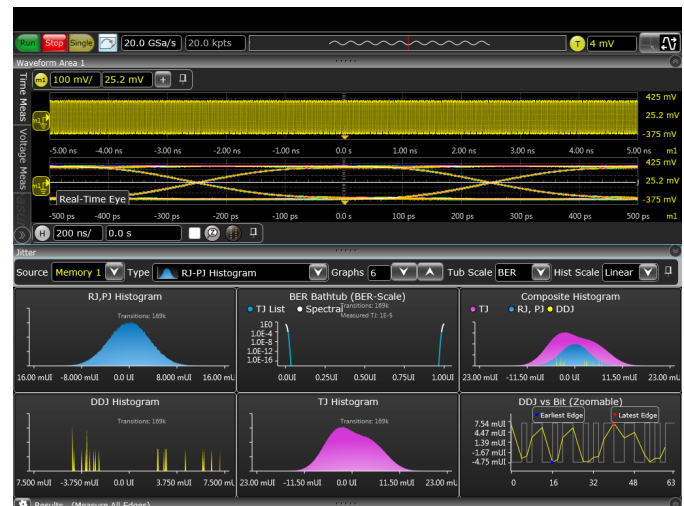 Run Stop Single 20.0 GSa/s 20.0 kpts T 4 mV
Waveform Area 1
Time Meas
Voltage Meas
m1 100 mV/ 25.2 mV +
425 mV
m1 25.2 mV
-375 mV
-5.00 ns -4.00 ns -3.00 ns -2.00 ns -1.00 ns 0.0 s 1.00 ns 2.00 ns 3.00 ns 4.00 ns 5.00 ns m1
425 mV
m1 25.2 mV
Real-Time Eye -375 mV
-500 ps -400 ps -300 ps -200 ps -100 ps 0.0 s 100 ps 200 ps 300 ps 400 ps 500 ps m1
H 200 ns/ 0.0 s
Jitter
Source Memory 1 Type RJ-PJ Histogram Graphs 6 Tub Scale BER Hist Scale Linear
RJ,PJ Histogram
Transitions: 169k
16.00 mUI -8.000 mUI 0.0 UI 8.000 mUI 16.00 mU
BER Bathtub (BER-Scale)
TJ List Spectral Transitions: 169k
Measured TJ: 1E-5
1E0
1.0E-4
1.0E-8
1.0E-12
1.0E-16
0.00UI 0.25UI 0.50UI 0.75UI 1.00UI
Composite Histogram
TJ RJ, PJ DDJ
23.00 mUI -11.50 mUI 0.0 UI 11.50 mUI 23.00 mU
DDJ Histogram
Transitions: 169k
7.500 mUI -3.750 mUI 0.0 UI 3.750 mUI 7.500 mU
TJ Histogram
Transitions: 169k
23.00 mUI -11.50 mUI 0.0 UI 11.50 mUI 23.00 mU
DDJ vs Bit (Zoomable)
Earliest Edge Latest Edge
7.54 mUI
4.47 mUI
1.39 mUI
-1.67 mUI
-4.75 mUI
0 16 32 48 63
Results (Measure All Edges)